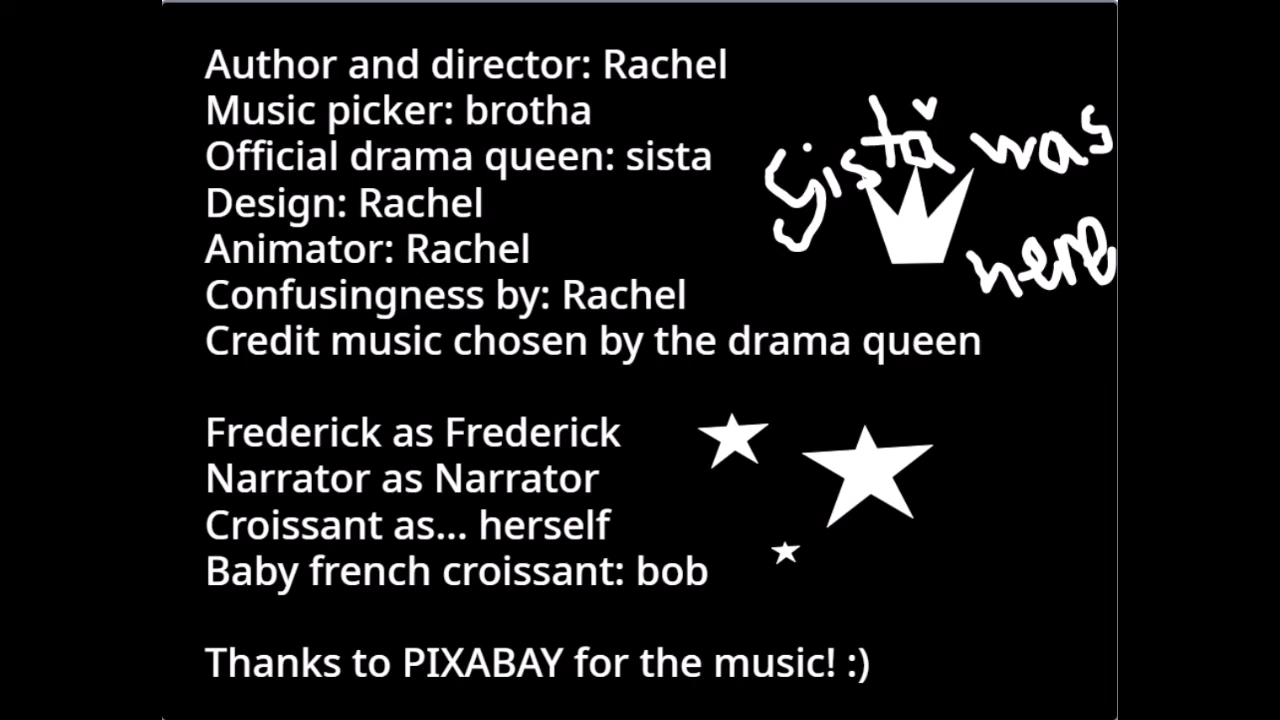 Author and director: Rachel
Music picker: brotha
Official drama queen: sista
Design: Rachel
Animator: Rachel
Confusingness by: Rachel
Credit music chosen by the drama queen
Sista was
here
Frederick as Frederick
Narrator as Narrator
Croissant as... herself
Baby french croissant: bob
Thanks to PIXABAY for the music! :)